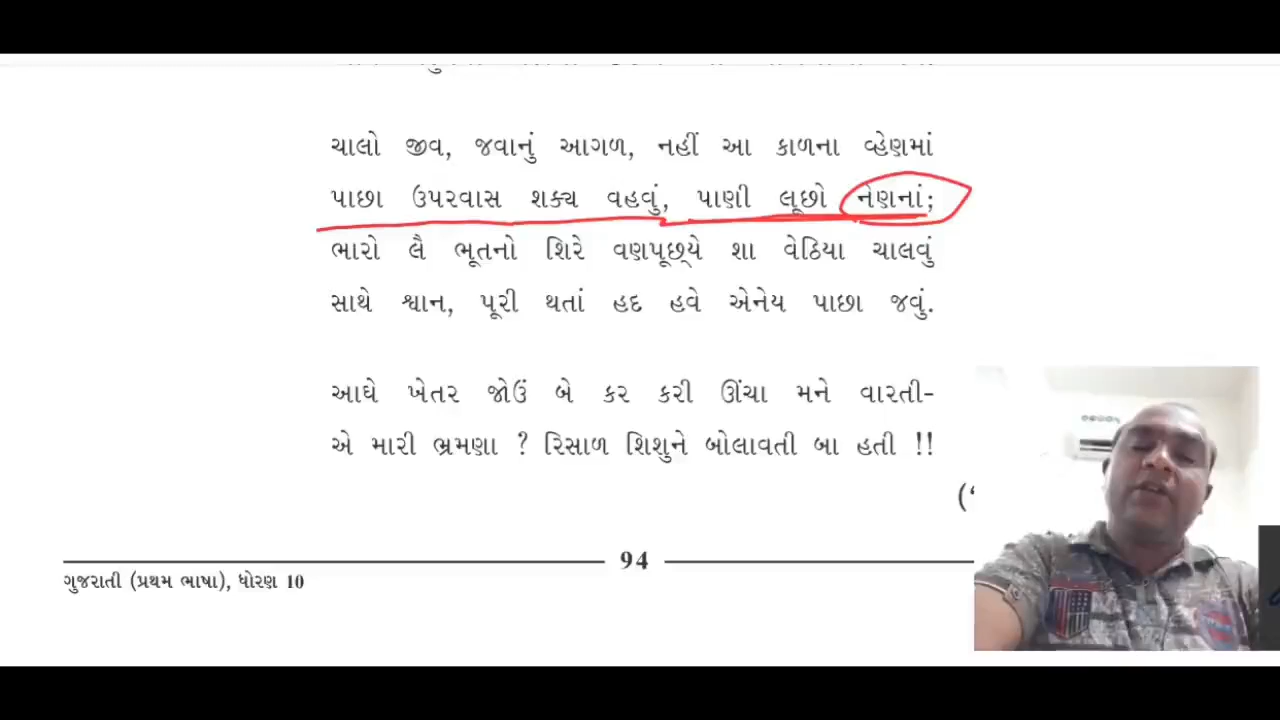 ચાલો જીવ, જવાનું આગળ, નહીં આ કાળના વ્હેણમાં
પાછા ઉપરવાસ શક્ય વહવું, પાણી લૂછો નેણનાં;
ભારો લૈ ભૂતનો શિરે વણપૂછ્યે શા વેઠિયા ચાલવું
સાથે શ્વાન, પૂરી થતાં હદ હવે એનેય પાછા જવું.
આઘે ખેતર જોઉં બે કર કરી ઊંચા મને વારતી-
એ મારી ભ્રમણા ? રિસાળ શિશુને બોલાવતી બા હતી !!
(‘
94
ગુજરાતી (પ્રથમ ભાષા), ધોરણ 10